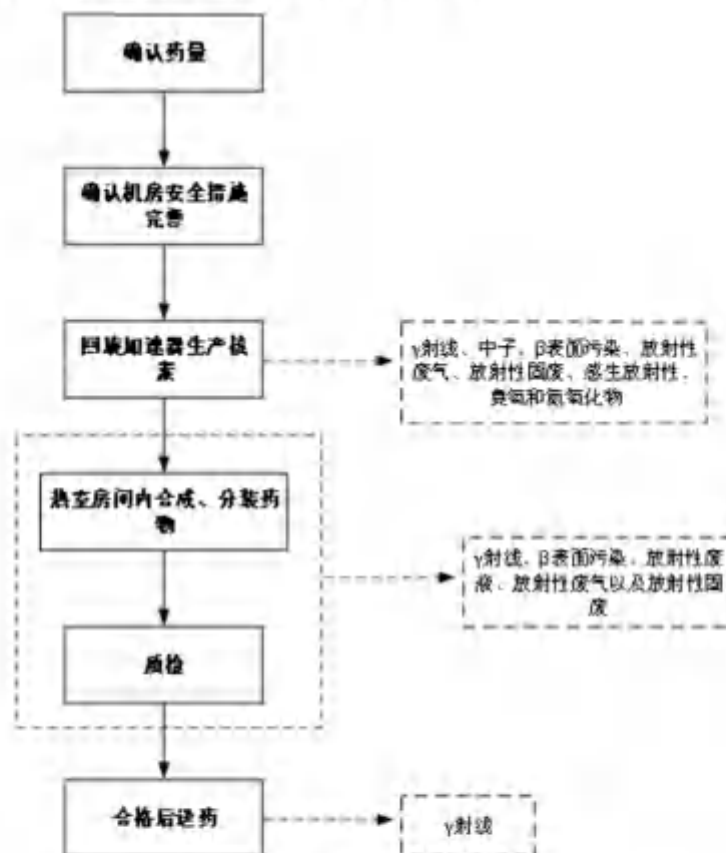 确认药量
确认机房安全措施
完善
回旋加速器生产核
素
γ射线、中子、β表面污染、放射性
废气、放射性固废、感生放射性、
臭氧和氮氧化物
热室房间内合成、分装药
物
γ射线、β表面污染、放射性废
液、放射性废气以及放射性固
废
质检
合格后送药
γ射线